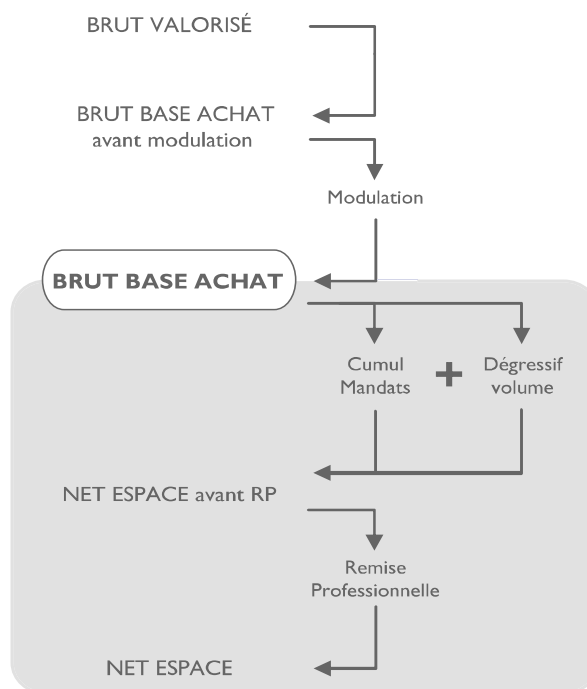 BRUT VALORISÉ
BRUT BASE ACHAT
avant modulation
Modulation
BRUT BASE ACHAT
Cumul
Mandats
+
Dégressif
volume
NET ESPACE avant RP
Remise
Professionnelle
NET ESPACE